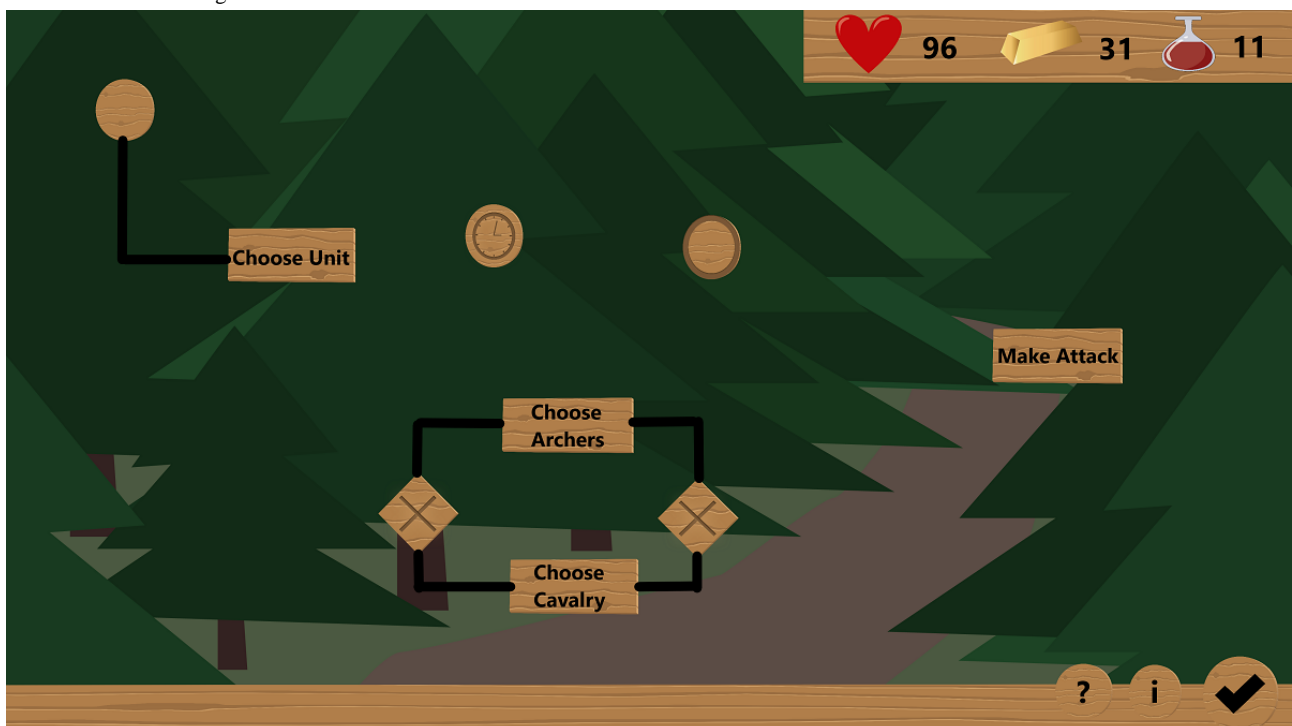 96 31 11
Choose Unit
Make Attack
Choose
Archers
Choose
Cavalry
? i